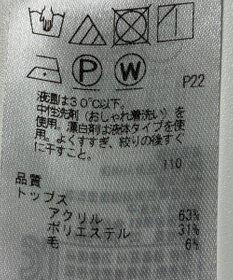 P W
P22
液温は30℃以下。
中性洗剤(おしゃれ着洗い)を
使用。漂白剤は液体タイプを使
用。よくすすぎ、絞りの後すぐ
に干すこと。
110
品質
トップス
アクリル 63%
ポリエステル 31%
毛 6%